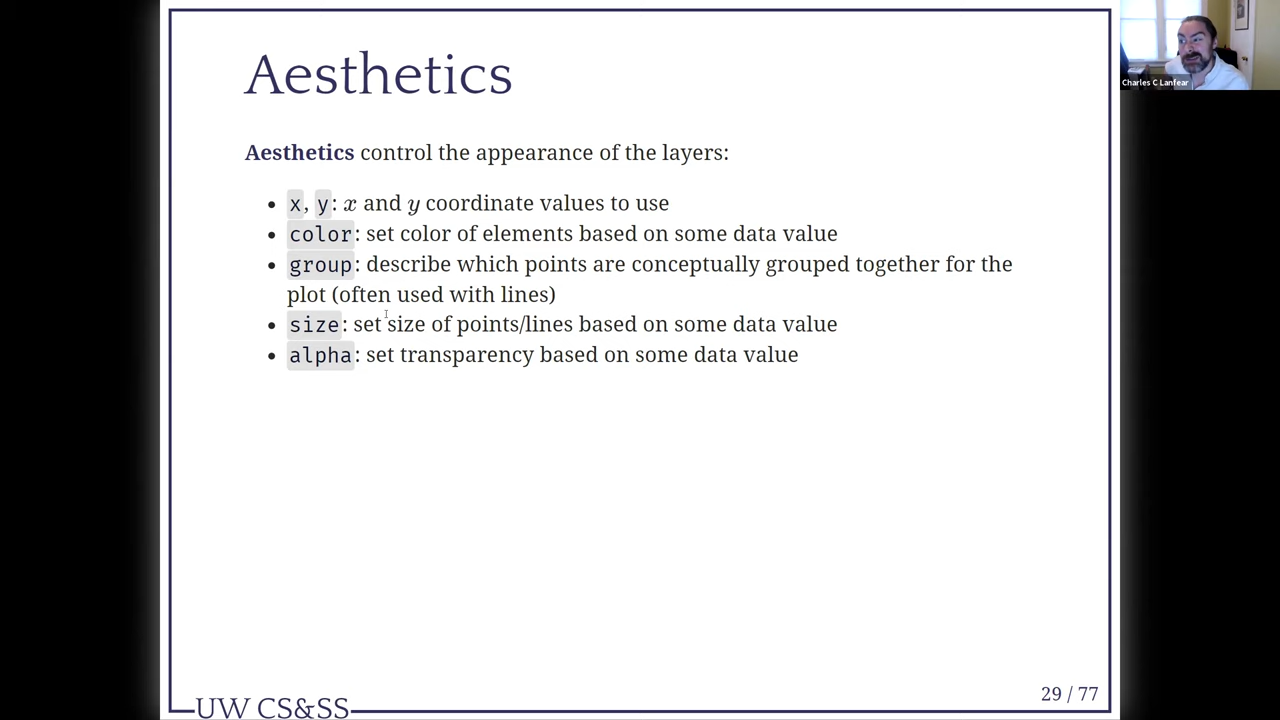 Aesthetics
Charles C Lanfear
Aesthetics control the appearance of the layers:
• x, y: x and y coordinate values to use
• color: set color of elements based on some data value
• group: describe which points are conceptually grouped together for the
plot (often used with lines)
• size: set size of points/lines based on some data value
• alpha: set transparency based on some data value
29 / 77
UW CS&SS